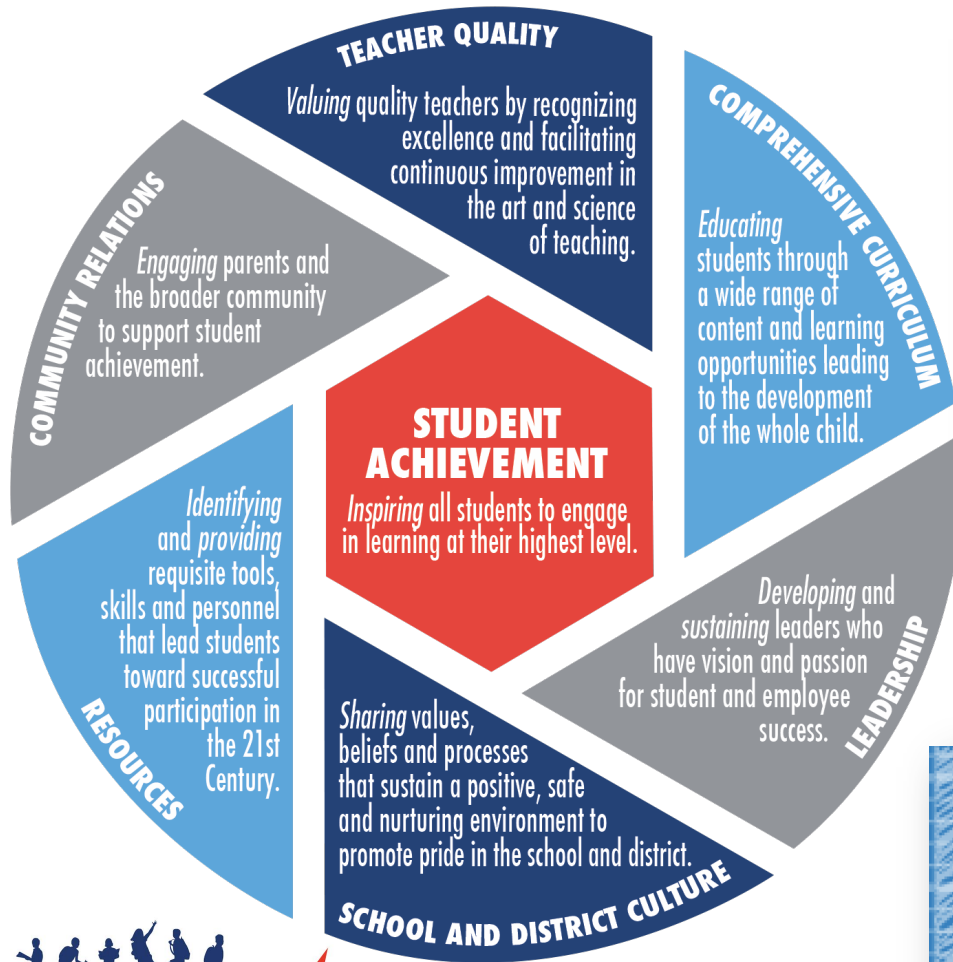 TEACHER QUALITY
Valuing quality teachers by recognizing
excellence and facilitating
continuous improvement in
the art and science
of teaching.
COMPREHENSIVE CURRICULUM
Educating
students through
a wide range of
content and learning
opportunities leading
to the development
of the whole child.
COMMUNITY RELATIONS
Engaging parents and
the broader community
to support student
achievement.
STUDENT
ACHIEVEMENT
Inspiring all students to engage
in learning at their highest level.
RESOURCES
Identifying
and providing
requisite tools,
skills and personnel
that lead students
toward successful
participation in
the 21st
Century.
LEADERSHIP
Developing and
sustaining leaders who
have vision and passion
for student and employee
success.
Sharing values,
beliefs and processes
that sustain a positive, safe
and nurturing environment to
promote pride in the school and district.
SCHOOL AND DISTRICT CULTURE